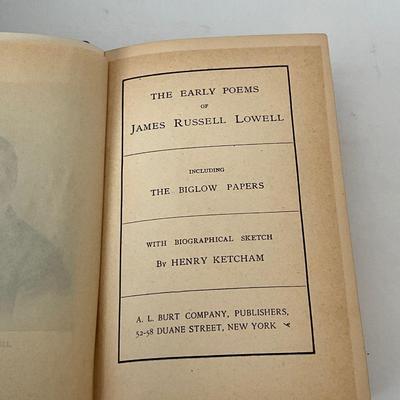 THE EARLY POEMS
OF
JAMES RUSSELL LOWELL
INCLUDING
THE BIGLOW PAPERS
WITH BIOGRAPHICAL SKETCH
By HENRY KETCHAM
A. L. BURT COMPANY, PUBLISHERS,
52-58 DUANE STREET, NEW YORK